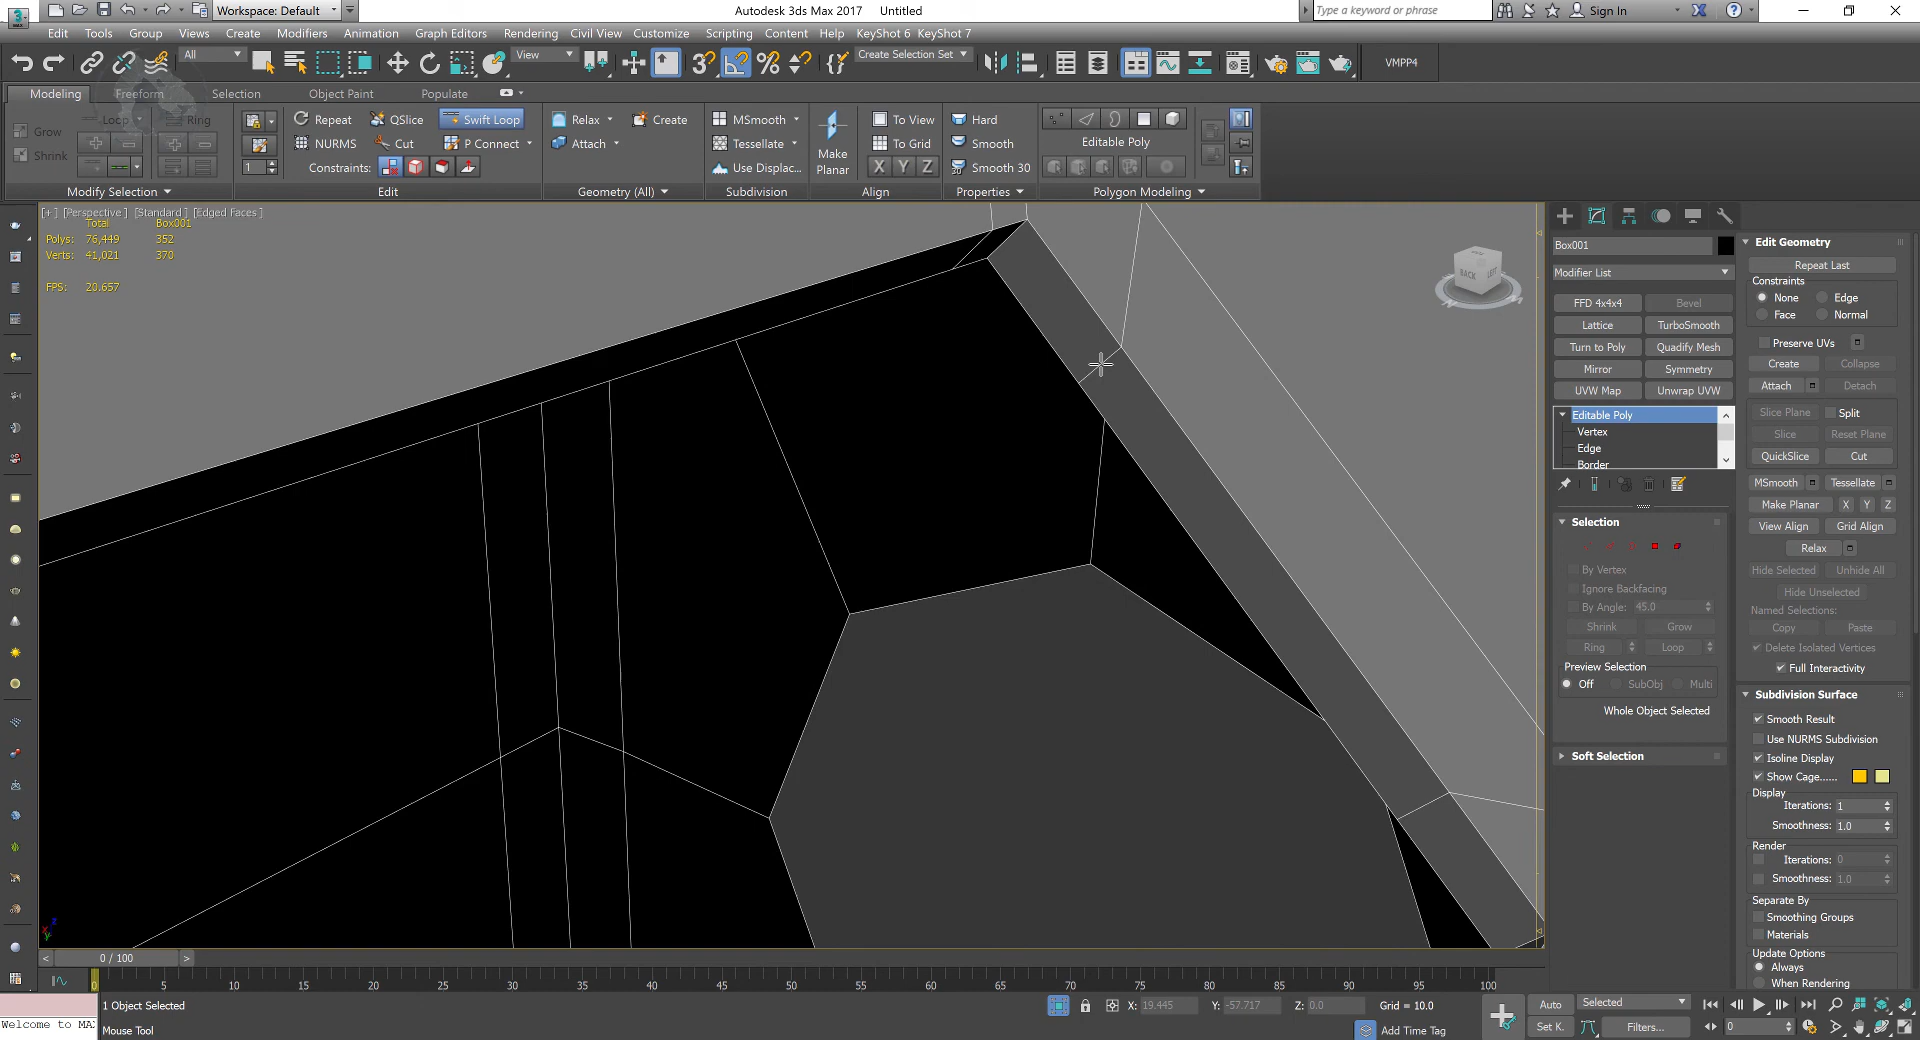 Workspace: Default
Autodesk 3ds Max 2017 Untitled
Type a keyword or phrase
Sign In
Edit Tools Group Views Create Modifiers Animation Graph Editors Rendering Civil View Customize Scripting Content Help KeyShot 6 KeyShot 7
All
View
Create Selection Set
VMPP4
Modeling Freeform Selection Object Paint Populate
Grow Loop Ring
Shrink
Repeat QSlice Swift Loop
NURMS Cut P Connect
1 Constraints:
Relax Create
Attach
MSmooth
Tessellate
Use Displac...
Make Planar
To View
To Grid
X Y Z
Hard
Smooth
Smooth 30
Editable Poly
Modify Selection Edit Geometry (All) Subdivision Align Properties Polygon Modeling
[+] [Perspective] [Standard] [Edged Faces]
Total Box001
Polys: 76,449 352
Verts: 41,021 370
FPS: 20.657
BACK LEFT
Box001
Modifier List
FFD 4x4x4 Bevel
Lattice TurboSmooth
Turn to Poly Quadify Mesh
Mirror Symmetry
UVW Map Unwrap UVW
Editable Poly
Vertex
Edge
Border
Selection
By Vertex
Ignore Backfacing
By Angle: 45.0
Shrink Grow
Ring Loop
Preview Selection
Off SubObj Multi
Whole Object Selected
Soft Selection
Edit Geometry
Repeat Last
Constraints
None Edge
Face Normal
Preserve UVs
Create Collapse
Attach Detach
Slice Plane Split
Slice Reset Plane
QuickSlice Cut
MSmooth Tessellate
Make Planar X Y Z
View Align Grid Align
Relax
Hide Selected Unhide All
Hide Unselected
Named Selections:
Copy Paste
Delete Isolated Vertices
Full Interactivity
Subdivision Surface
Smooth Result
Use NURMS Subdivision
Isoline Display
Show Cage......
Display
Iterations: 1
Smoothness: 1.0
Render
Iterations: 0
Smoothness: 1.0
Separate By
Smoothing Groups
Materials
Update Options
Always
When Rendering
0 / 100
0 5 10 15 20 25 30 35 40 45 50 55 60 65 70 75 80 85 90 95 100
1 Object Selected
X: 19.445 Y: -57.717 Z: 0.0 Grid = 10.0
Auto Selected
Welcome to MAX
Mouse Tool
Add Time Tag
Set K. Filters...
0